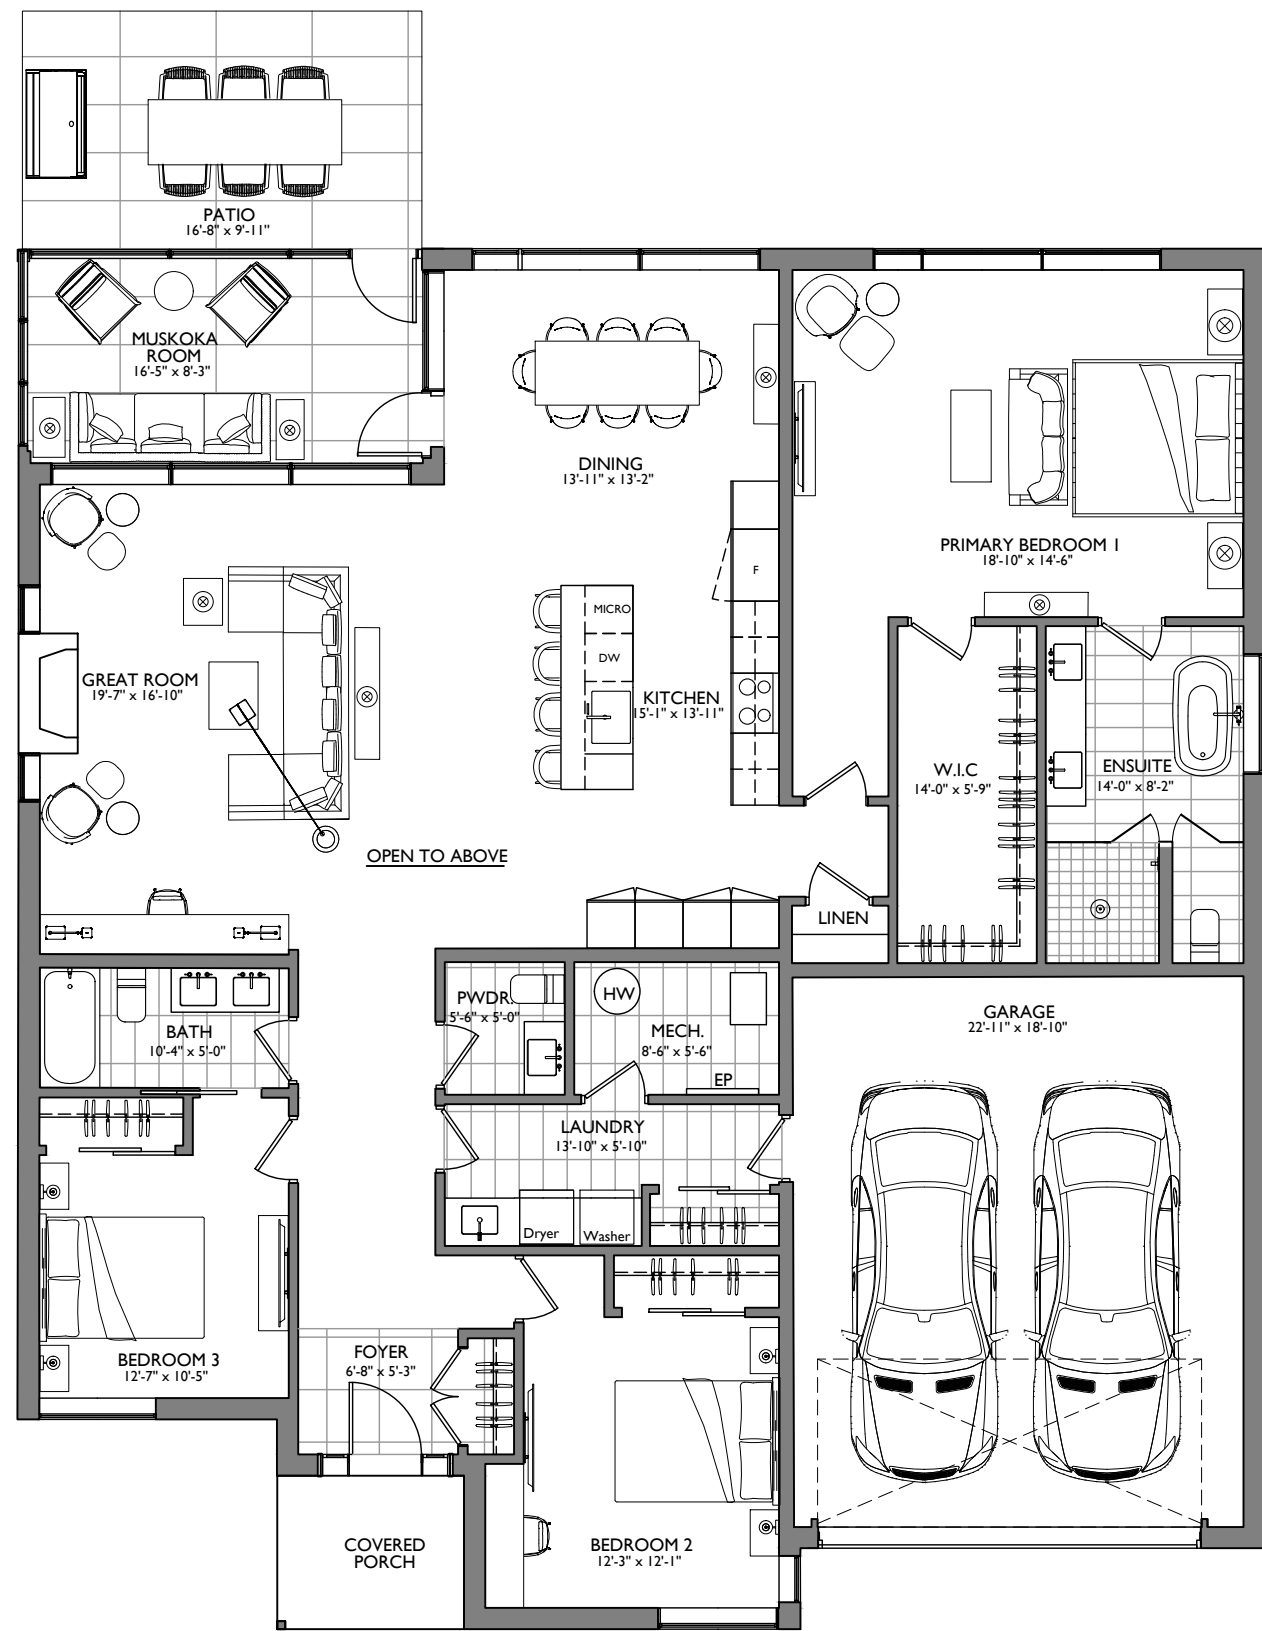 PATIO
16'-8" x 9'-11"
MUSKOKA
ROOM
16'-5" x 8'-3"
DINING
13'-11" x 13'-2"
PRIMARY BEDROOM 1
18'-10" x 14'-6"
F
MICRO
DW
GREAT ROOM
19'-7" x 16'-10"
KITCHEN
15'-1" x 13'-11"
W.I.C
14'-0" x 5'-9"
ENSUITE
14'-0" x 8'-2"
OPEN TO ABOVE
LINEN
PWDR.
5'-6" x 5'-0"
HW
MECH.
8'-6" x 5'-6"
EP
GARAGE
22'-11" x 18'-10"
BATH
10'-4" x 5'-0"
LAUNDRY
13'-10" x 5'-10"
Dryer
Washer
BEDROOM 3
12'-7" x 10'-5"
FOYER
6'-8" x 5'-3"
COVERED
PORCH
BEDROOM 2
12'-3" x 12'-1"